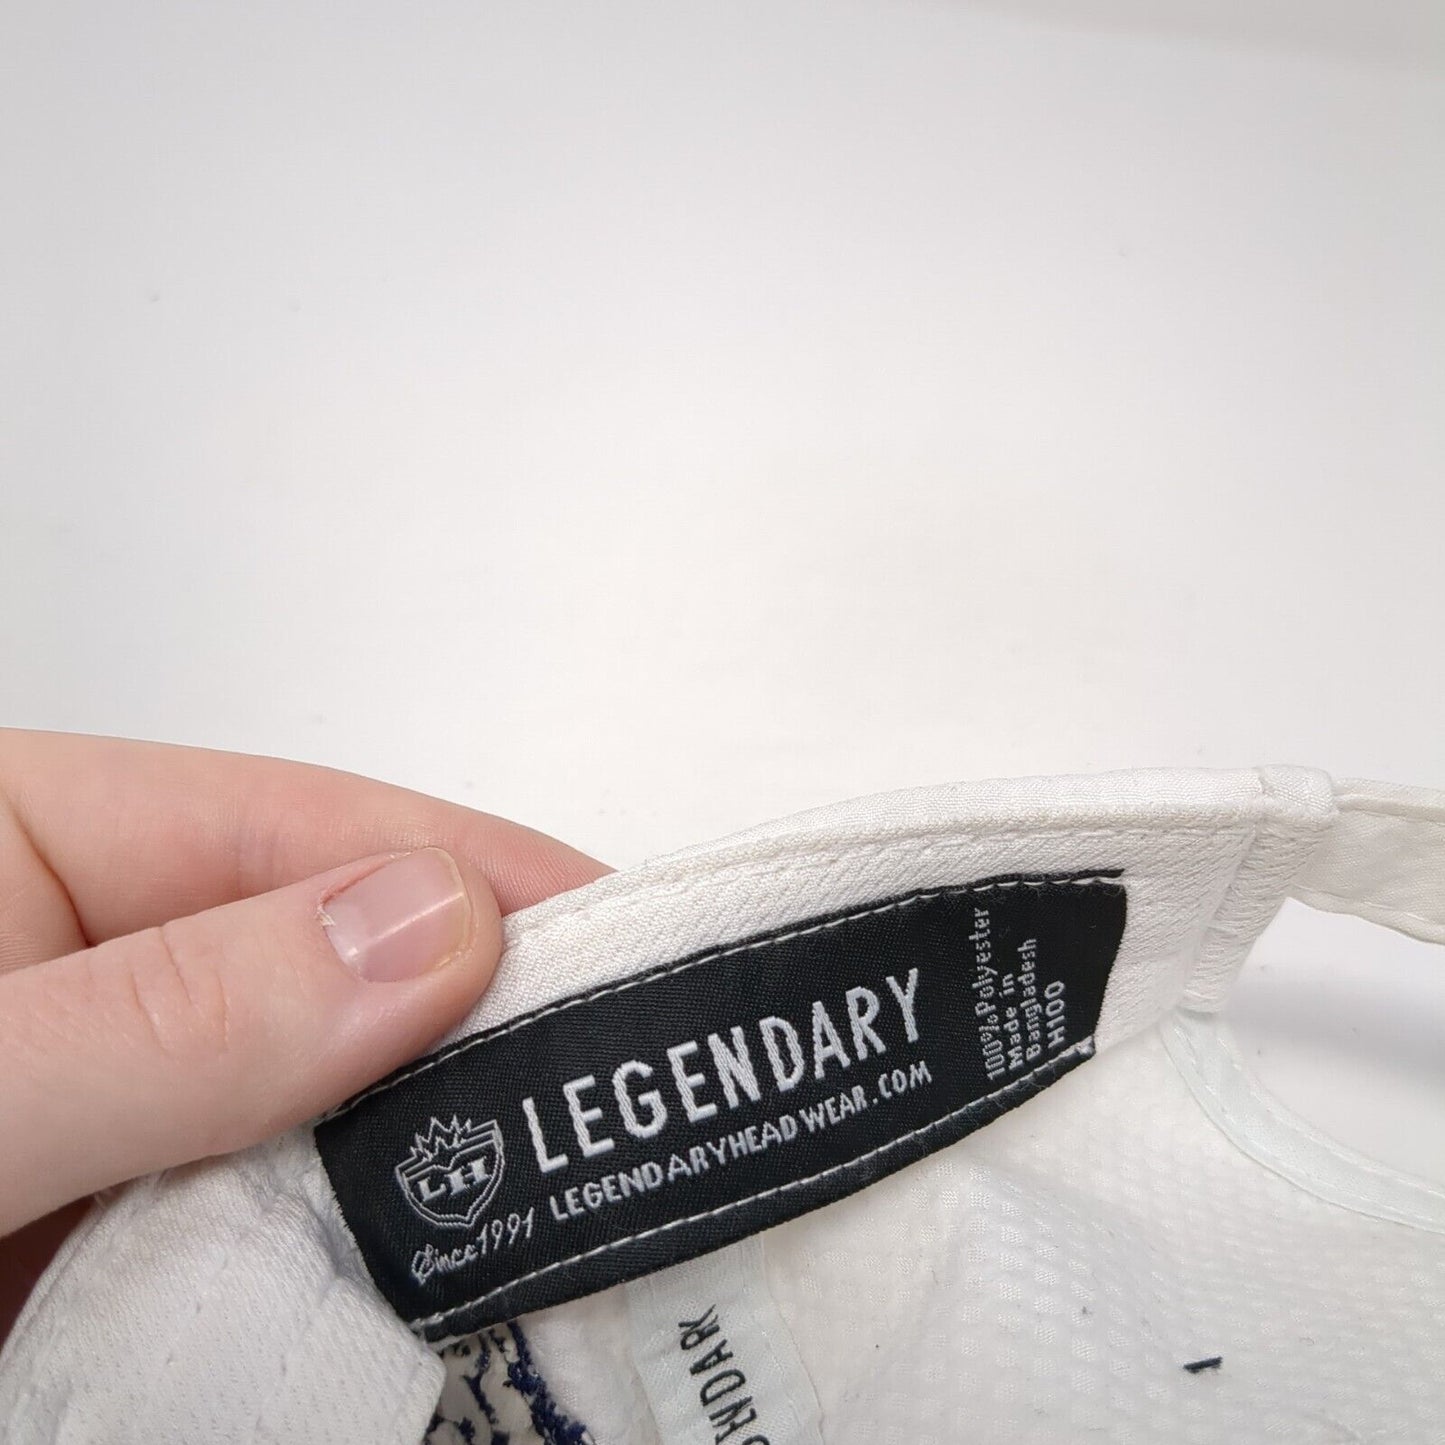 LH
Since 1991
LEGENDARY
LEGENDARYHEADWEAR.COM
100%Polyester
Made in
Bangladesh
H100